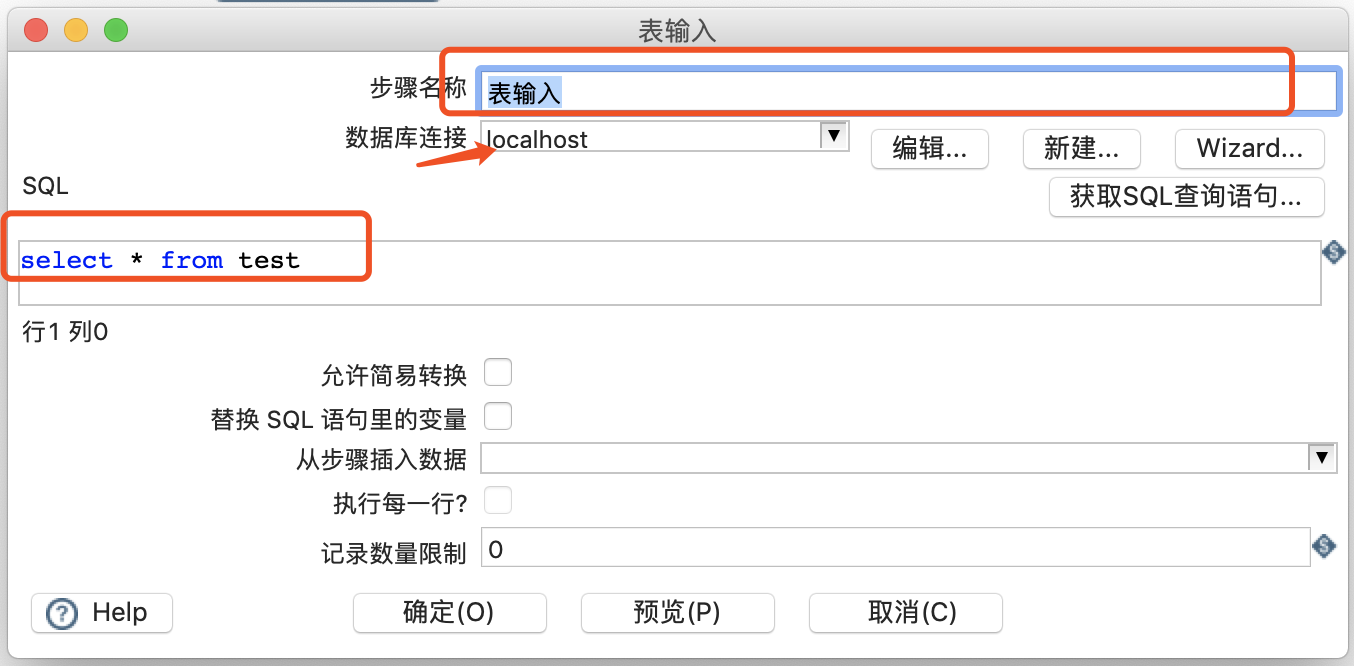 表输入
步骤名称 表输入
数据库连接 localhost 编辑... 新建... Wizard...
SQL 获取SQL查询语句...
select * from test
行1 列0
允许简易转换
替换 SQL 语句里的变量
从步骤插入数据
执行每一行?
记录数量限制 0
Help 确定(O) 预览(P) 取消(C)